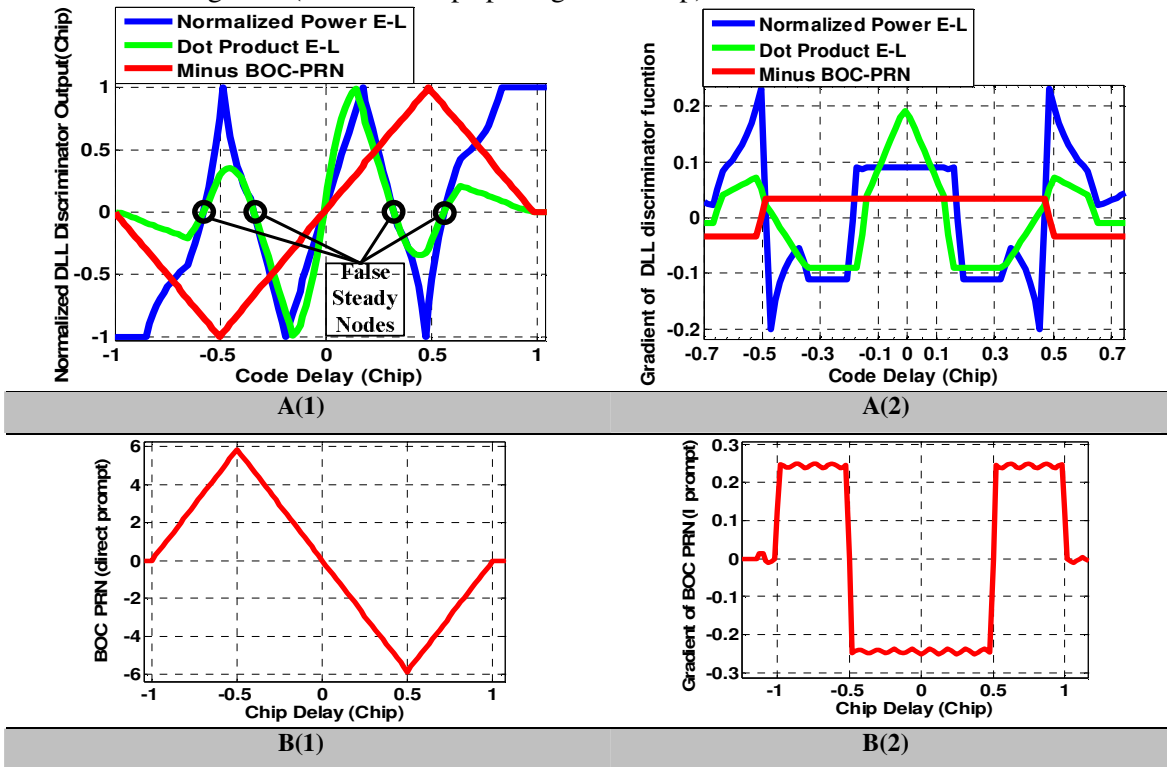 Normalized Power E-L
Dot Product E-L
Minus BOC-PRN
Normalized DLL Discriminator Output(Chip)
1
0.5
0
-0.5
-1
False
Steady
Nodes
-1 -0.5 0 0.5 1
Code Delay (Chip)
Normalized Power E-L
Dot Product E-L
Minus BOC-PRN
Gradient of DLL discriminator fucntion
0.2
0.1
0
-0.1
-0.2
-0.7 -0.5 -0.3 -0.1 0 0.1 0.3 0.5 0.7
Code Delay (Chip)
A(1) A(2)
BOC PRN (direct prompt)
6
4
2
0
-2
-4
-6
-1 -0.5 0 0.5 1
Chip Delay (Chip)
Gradient of BOC PRN(I prompt)
0.3
0.2
0.1
0
-0.1
-0.2
-0.3
-1 -0.5 0 0.5 1
Chip Delay (Chip)
B(1) B(2)